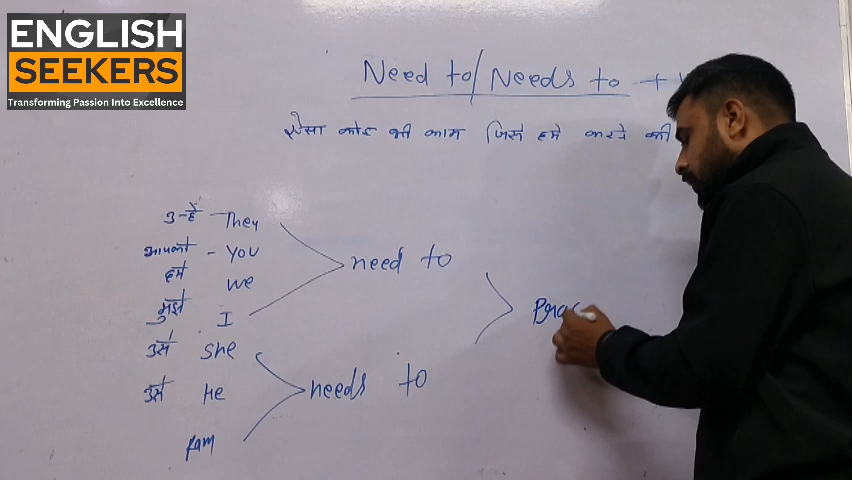 ENGLISH
SEEKERS
Transforming Passion Into Excellence
Need to/Needs to +
ऐसा कोई भी काम जिसे हमे करने की
उन्हें - They
आपको - You
हमे We
मुझे I
need to
उसे She
उसे He
Ram
needs to
Prac